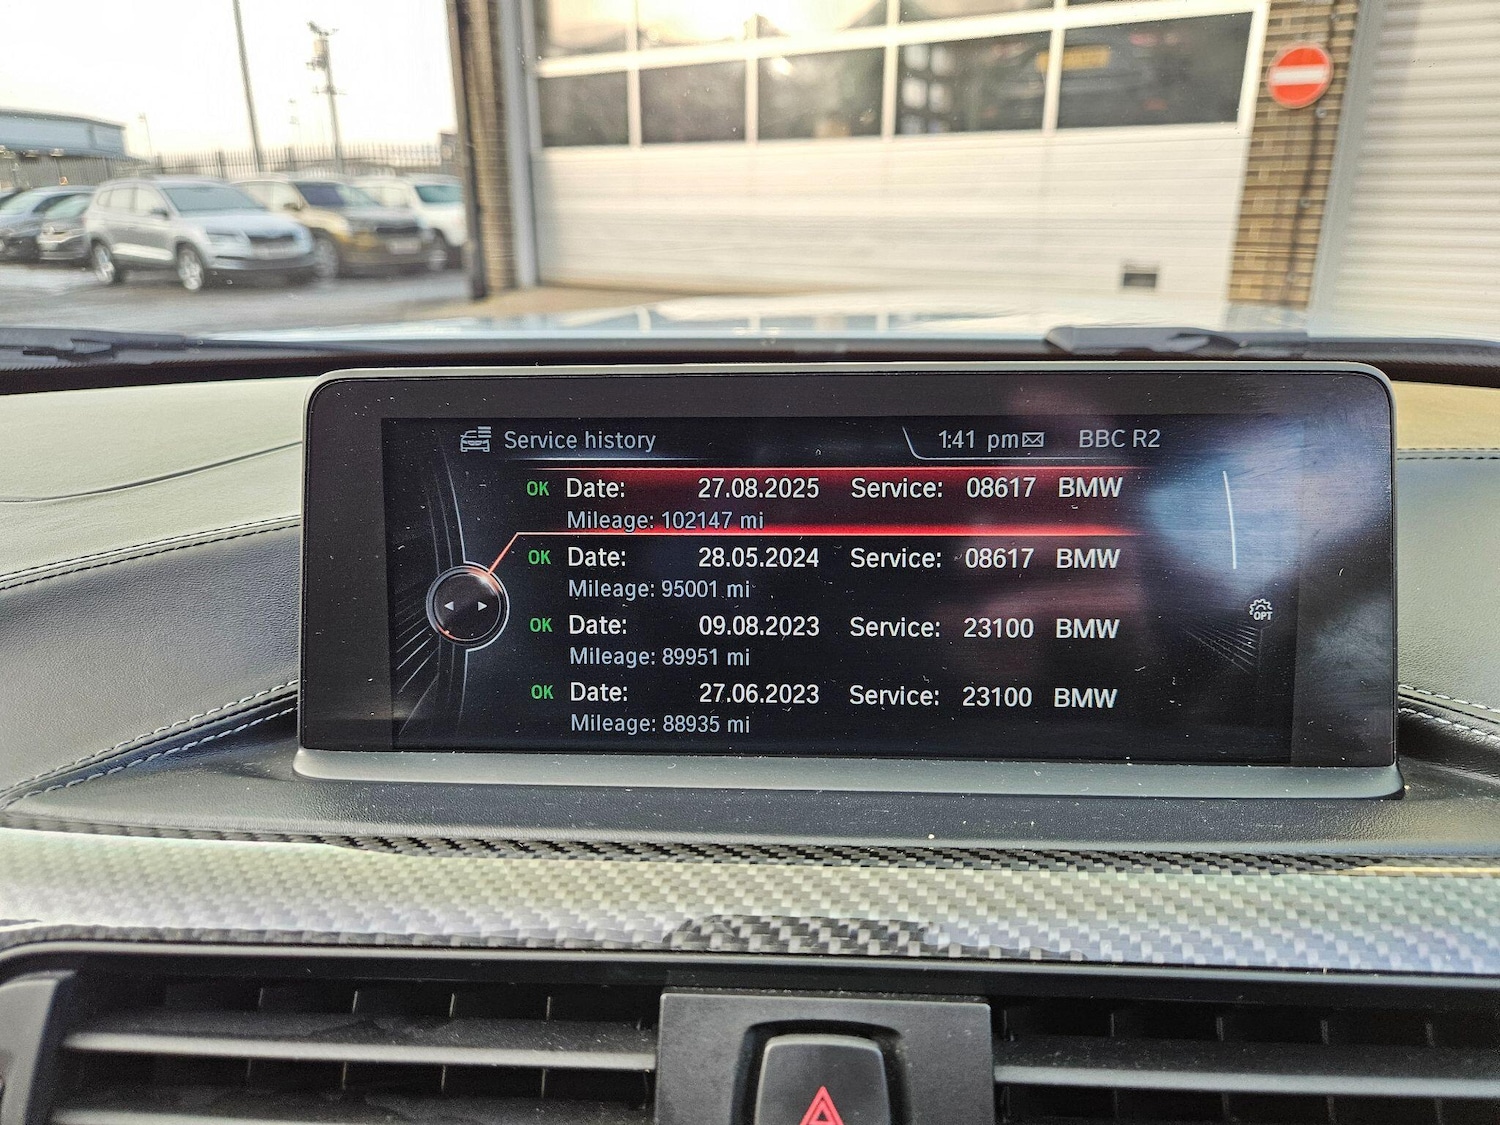 Service history 1:41 pm BBC R2
OK Date: 27.08.2025 Service: 08617 BMW
Mileage: 102147 mi
OK Date: 28.05.2024 Service: 08617 BMW
Mileage: 95001 mi
OK Date: 09.08.2023 Service: 23100 BMW
Mileage: 89951 mi
OPT
OK Date: 27.06.2023 Service: 23100 BMW
Mileage: 88935 mi